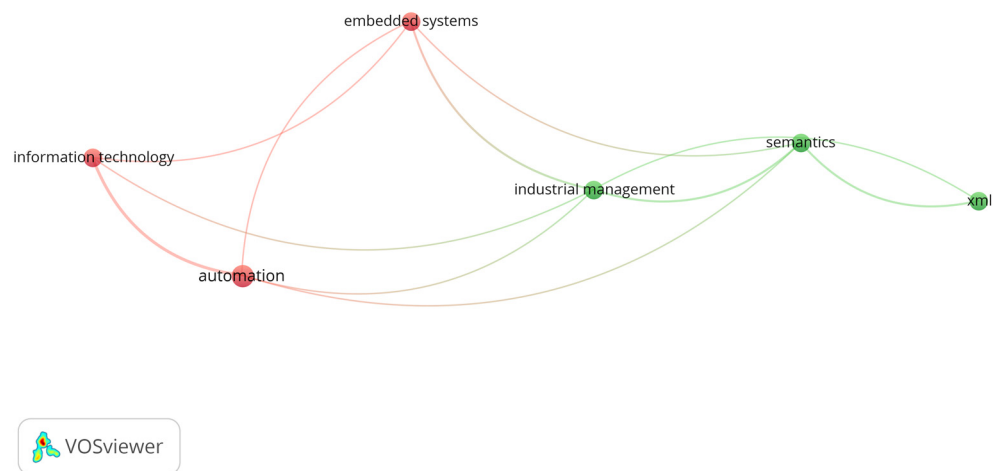 embedded systems
semantics
information technology
industrial management
xml
automation
VOSviewer